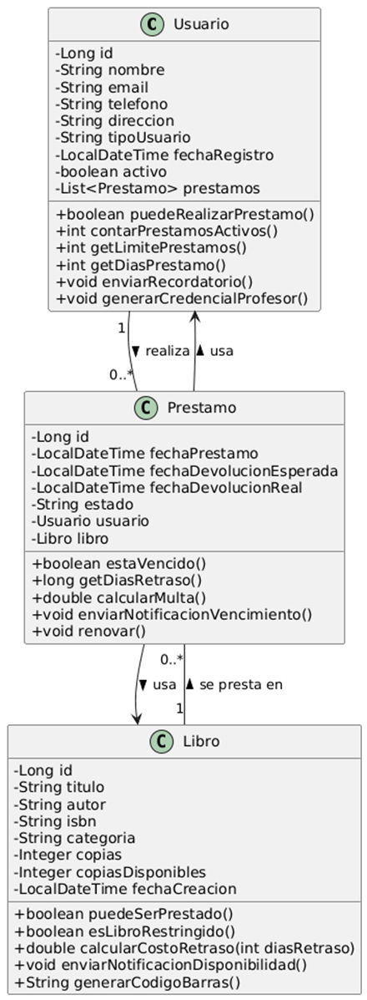 C Usuario
-Long id
-String nombre
-String email
-String telefono
-String direccion
-String tipoUsuario
-LocalDateTime fechaRegistro
-boolean activo
-List<Prestamo> prestamos
+boolean puedeRealizarPrestamo()
+int contarPrestamosActivos()
+int getLimitePrestamos()
+int getDiasPrestamo()
+void enviarRecordatorio()
+void generarCredencialProfesor()
1
realiza usa
0..*
C Prestamo
-Long id
-LocalDateTime fechaPrestamo
-LocalDateTime fechaDevolucionEsperada
-LocalDateTime fechaDevolucionReal
-String estado
-Usuario usuario
-Libro libro
+boolean estaVencido()
+long getDiasRetraso()
+double calcularMulta()
+void enviarNotificacionVencimiento()
+void renovar()
0..*
usa se presta en
1
C Libro
-Long id
-String titulo
-String autor
-String isbn
-String categoria
-Integer copias
-Integer copiasDisponibles
-LocalDateTime fechaCreacion
+boolean puedeSerPrestado()
+boolean esLibroRestringido()
+double calcularCostoRetraso(int diasRetraso)
+void enviarNotificacionDisponibilidad()
+String generarCodigoBarras()